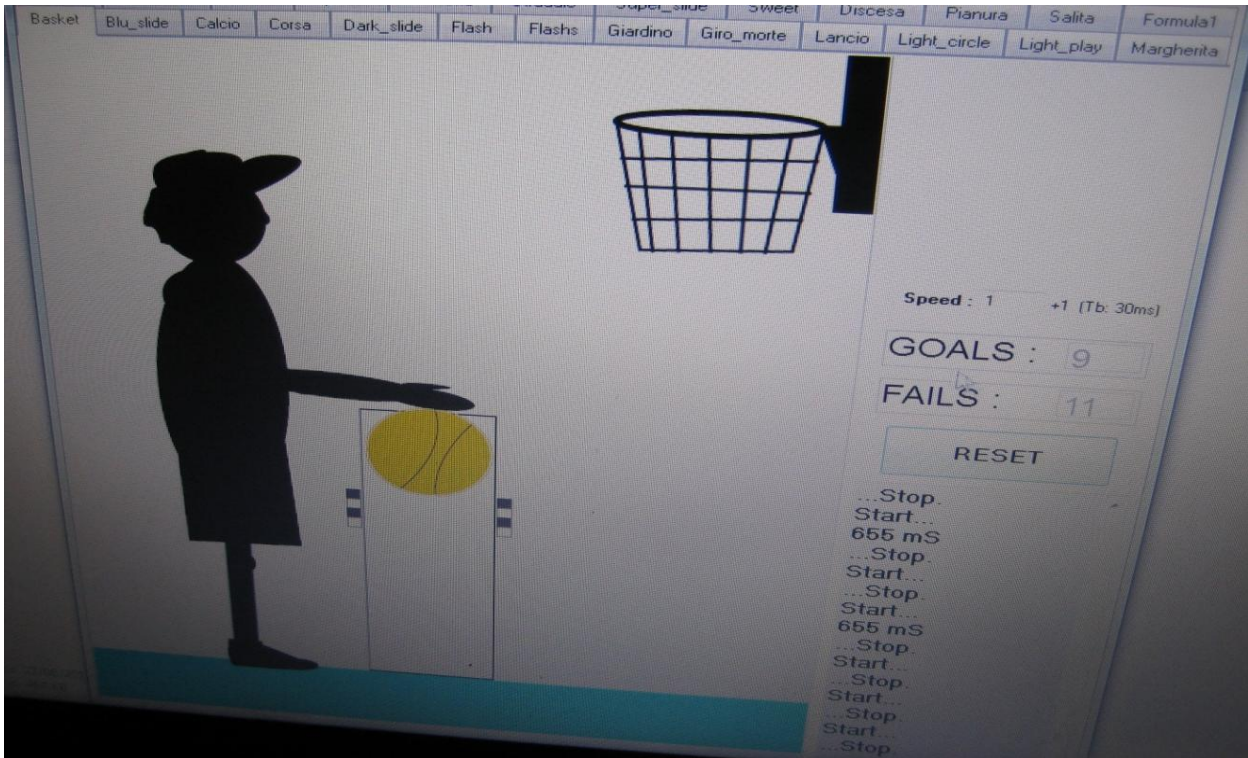 Super_slide Sweet Discesa Pianura Salita Formula1
Basket Blu_slide Calcio Corsa Dark_slide Flash Flashs Giardino Giro_morte Lancio Light_circle Light_play Margherita
Speed : 1 +1 (Tb: 30ms)
GOALS : 9
FAILS : 11
RESET
...Stop.
Start...
655 mS
...Stop.
Start...
...Stop.
Start...
655 mS
...Stop.
Start...
...Stop.
Start...
...Stop.
Start...
...Stop.